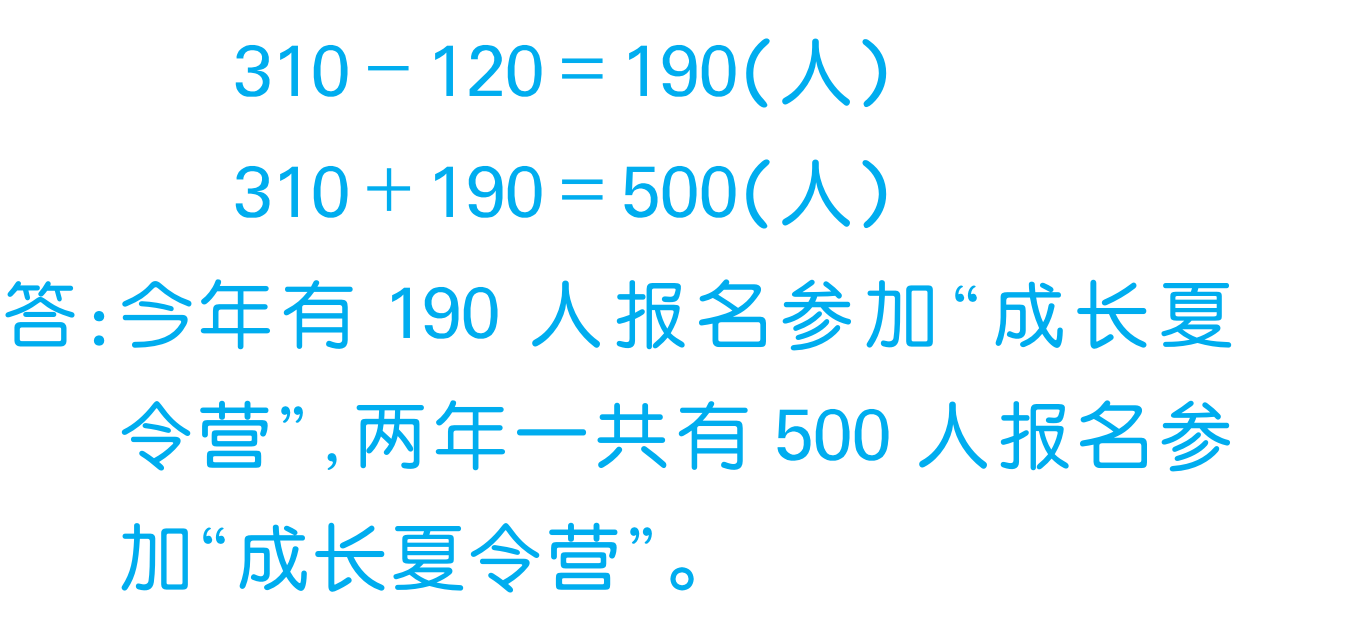 310－120＝190(人)
310＋190＝500(人)
答:今年有 190 人报名参加“成长夏
令营”,两年一共有 500 人报名参
加“成长夏令营”。